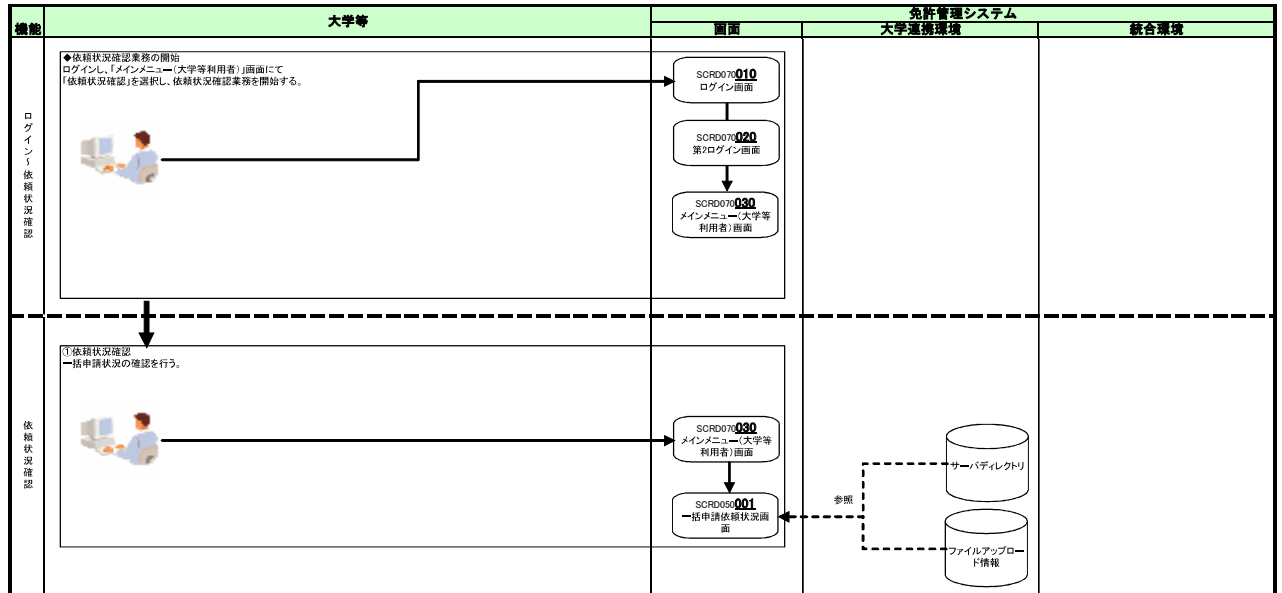 機能
大学等
免許管理システム
画面
大学連携環境
統合環境
ログイン~依頼状況確認
◆依頼状況確認業務の開始
ログインし、「メインメニュー(大学等利用者)」画面にて
「依頼状況確認」を選択し、依頼状況確認業務を開始する。
SCRD070010
ログイン画面
SCRD070020
第2ログイン画面
SCRD070030
メインメニュー(大学等
利用者)画面
依頼状況確認
①依頼状況確認
一括申請状況の確認を行う。
SCRD070030
メインメニュー(大学等
利用者)画面
SCRD050001
一括申請依頼状況画
面
参照
サーバディレクトリ
ファイルアップロー
ド情報